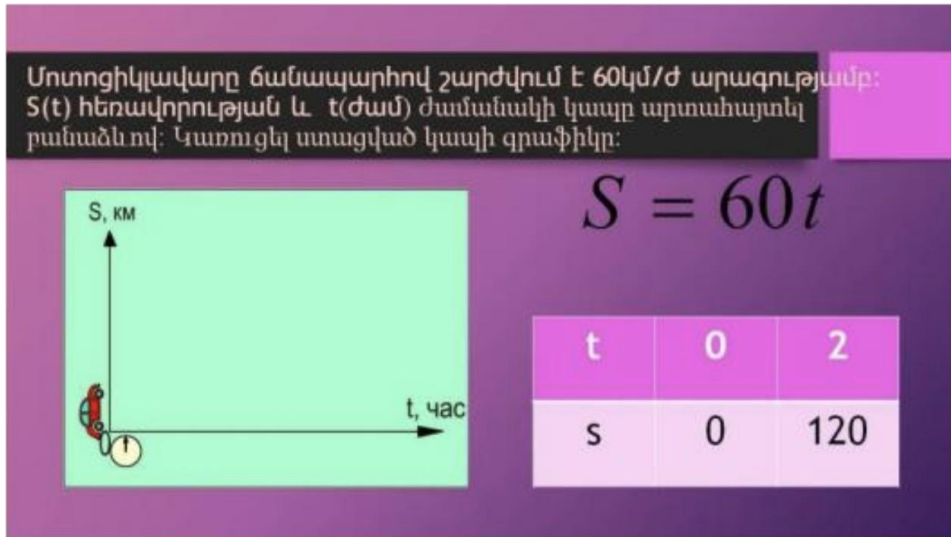 Մոտոցիկլավարը ճանապարհով շարժվում է 60կմ/ժ արագությամբ:
S(t) հեռավորության և t(ժամ) ժամանակի կապը արտահայտել
բանաձևով: Կառուցել ստացված կապի գրաֆիկը:
S = 60t
S, км
t, час
0
t 0 2
s 0 120